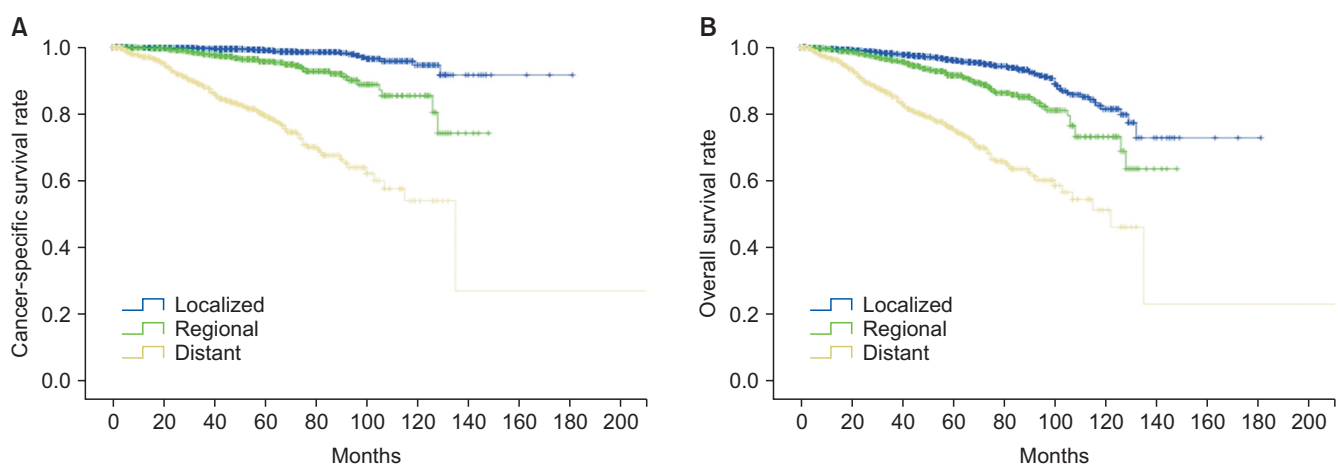 A
Cancer-specific survival rate
1.0
0.8
0.6
0.4
0.2
0.0
Localized
Regional
Distant
0 20 40 60 80 100 120 140 160 180 200
Months
B
Overall survival rate
1.0
0.8
0.6
0.4
0.2
0.0
Localized
Regional
Distant
0 20 40 60 80 100 120 140 160 180 200
Months